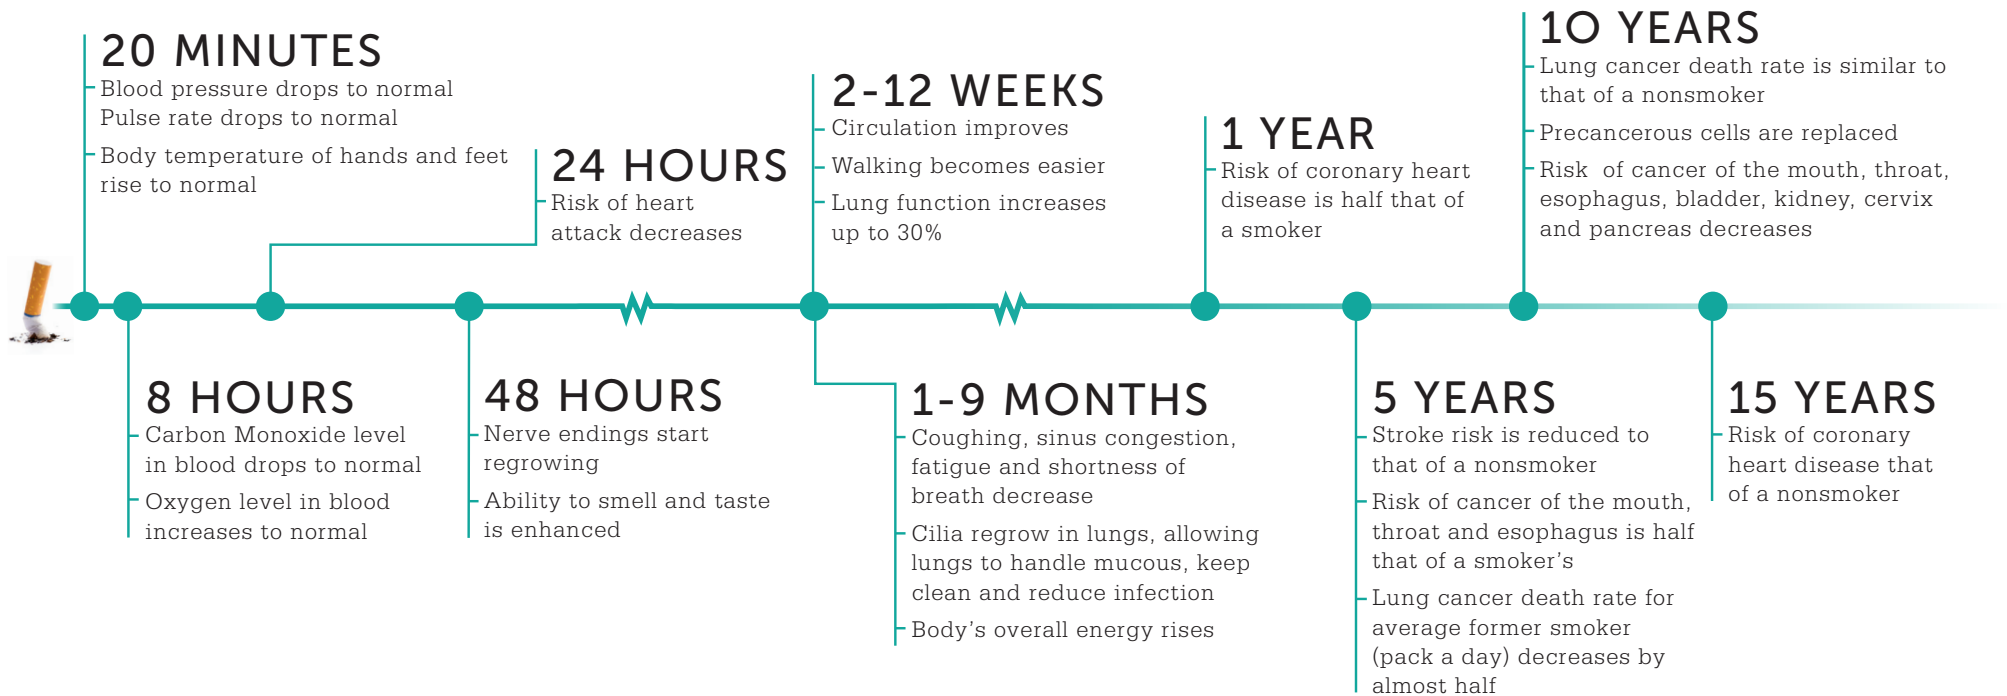 20 MINUTES
Blood pressure drops to normal
Pulse rate drops to normal
Body temperature of hands and feet
rise to normal
8 HOURS
Carbon Monoxide level
in blood drops to normal
Oxygen level in blood
increases to normal
24 HOURS
Risk of heart
attack decreases
48 HOURS
Nerve endings start
regrowing
Ability to smell and taste
is enhanced
2-12 WEEKS
Circulation improves
Walking becomes easier
Lung function increases
up to 30%
1-9 MONTHS
Coughing, sinus congestion,
fatigue and shortness of
breath decrease
Cilia regrow in lungs, allowing
lungs to handle mucous, keep
clean and reduce infection
Body's overall energy rises
1 YEAR
Risk of coronary heart
disease is half that of
a smoker
5 YEARS
Stroke risk is reduced to
that of a nonsmoker
Risk of cancer of the mouth,
throat and esophagus is half
that of a smoker's
Lung cancer death rate for
average former smoker
(pack a day) decreases by
almost half
10 YEARS
Lung cancer death rate is similar to
that of a nonsmoker
Precancerous cells are replaced
Risk of cancer of the mouth, throat,
esophagus, bladder, kidney, cervix
and pancreas decreases
15 YEARS
Risk of coronary
heart disease that
of a nonsmoker